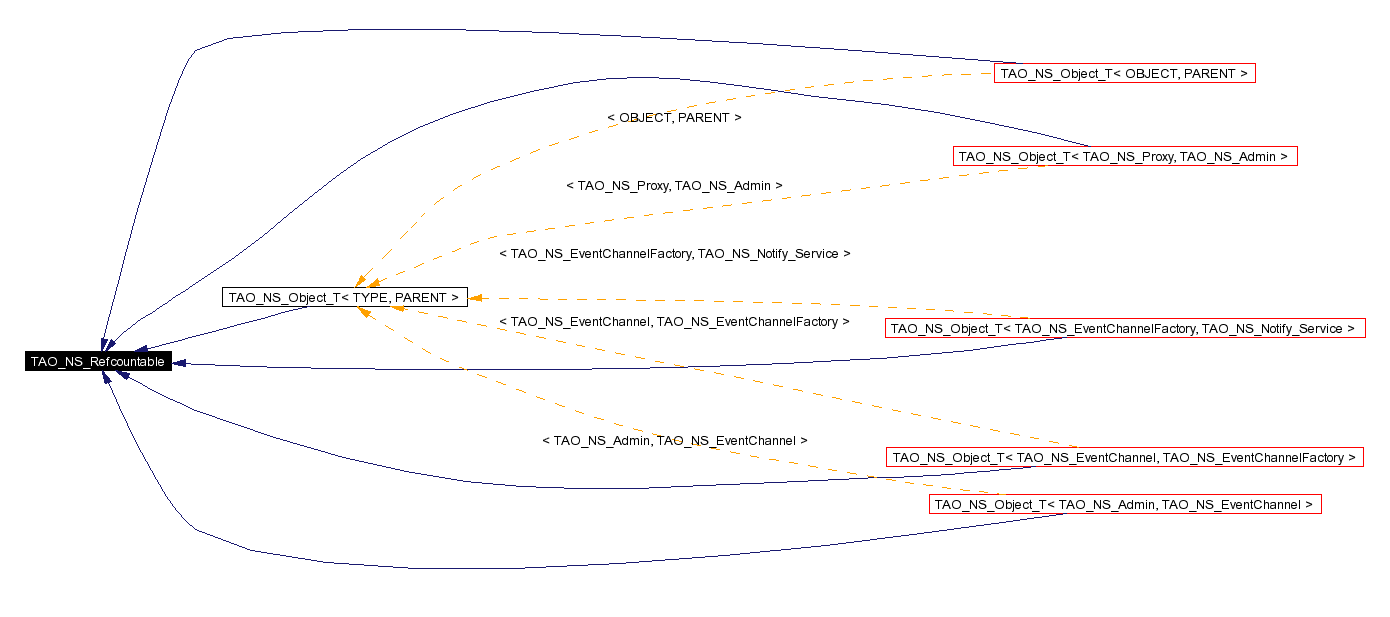 TAO_NS_Object_T< OBJECT, PARENT >
< OBJECT, PARENT >
TAO_NS_Object_T< TAO_NS_Proxy, TAO_NS_Admin >
< TAO_NS_Proxy, TAO_NS_Admin >
< TAO_NS_EventChannelFactory, TAO_NS_Notify_Service >
TAO_NS_Object_T< TYPE, PARENT >
< TAO_NS_EventChannel, TAO_NS_EventChannelFactory >
TAO_NS_Object_T< TAO_NS_EventChannelFactory, TAO_NS_Notify_Service >
TAO_NS_Refcountable
< TAO_NS_Admin, TAO_NS_EventChannel >
TAO_NS_Object_T< TAO_NS_EventChannel, TAO_NS_EventChannelFactory >
TAO_NS_Object_T< TAO_NS_Admin, TAO_NS_EventChannel >